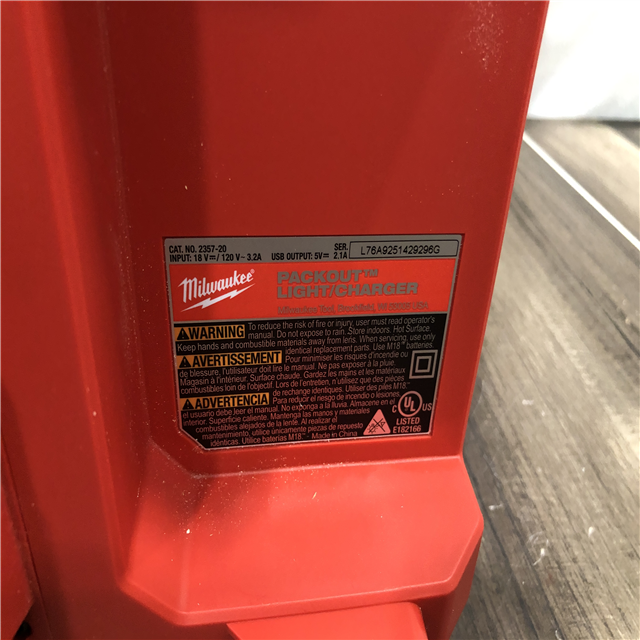 CAT. NO. 2357-20
INPUT: 18 V⎓/ 120 V~ 3.2A USB OUTPUT: 5V⎓ 2.1A
SER. L76A9251429296G
Milwaukee
PACKOUT™
LIGHT/CHARGER
Milwaukee Tool, Brookfield, WI 53005 USA
WARNING To reduce the risk of fire or injury, user must read operator's
manual. Do not expose to rain. Store indoors. Hot Surface.
Keep hands and combustible materials away from lens. When servicing, use only
identical replacement parts. Use M18™ batteries.
AVERTISSEMENT Pour minimiser les risques d'incendie ou
de blessure, l'utilisateur doit lire le manuel. Ne pas exposer à la pluie.
Magasin à l'intérieur. Surface chaude. Gardez les mains et les matériaux
combustibles loin de l'objectif. Lors de l'entretien, n'utilisez que des pièces
de rechange identiques. Utiliser des piles M18™
ADVERTENCIA Para reducir el riesgo de incendio o lesiones,
el usuario debe leer el manual. No exponga a la lluvia. Almacene en el
interior. Superficie caliente. Mantenga las manos y materiales
combustibles alejados de la lente. Al realizar el
mantenimiento, utilice únicamente piezas de repuesto
idénticas. Utilice baterías M18™ Made in China
UL US
LISTED
E182166